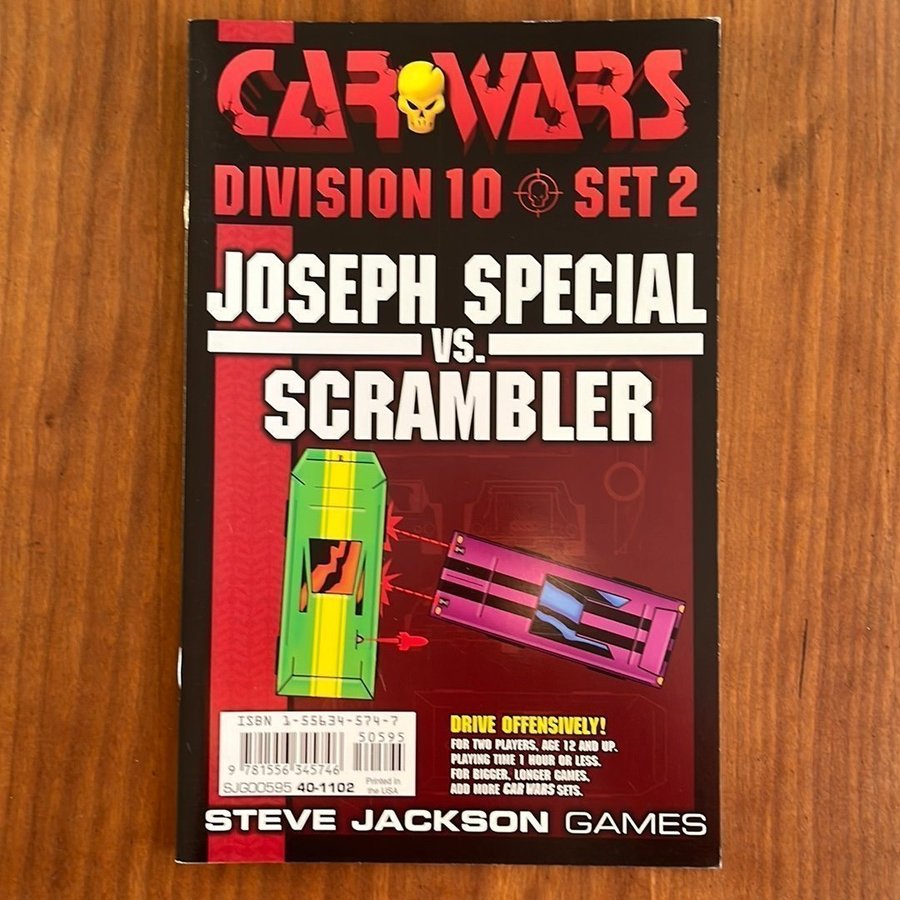 CAR WARS
DIVISION 10 SET 2
JOSEPH SPECIAL
VS.
SCRAMBLER
ISBN 1-55634-574-7
50595
9 781556 345746
SJG00595 40-1102
Printed in
the USA
DRIVE OFFENSIVELY!
FOR TWO PLAYERS, AGE 12 AND UP.
PLAYING TIME 1 HOUR OR LESS.
FOR BIGGER, LONGER GAMES,
ADD MORE CAR WARS SETS.
STEVE JACKSON GAMES